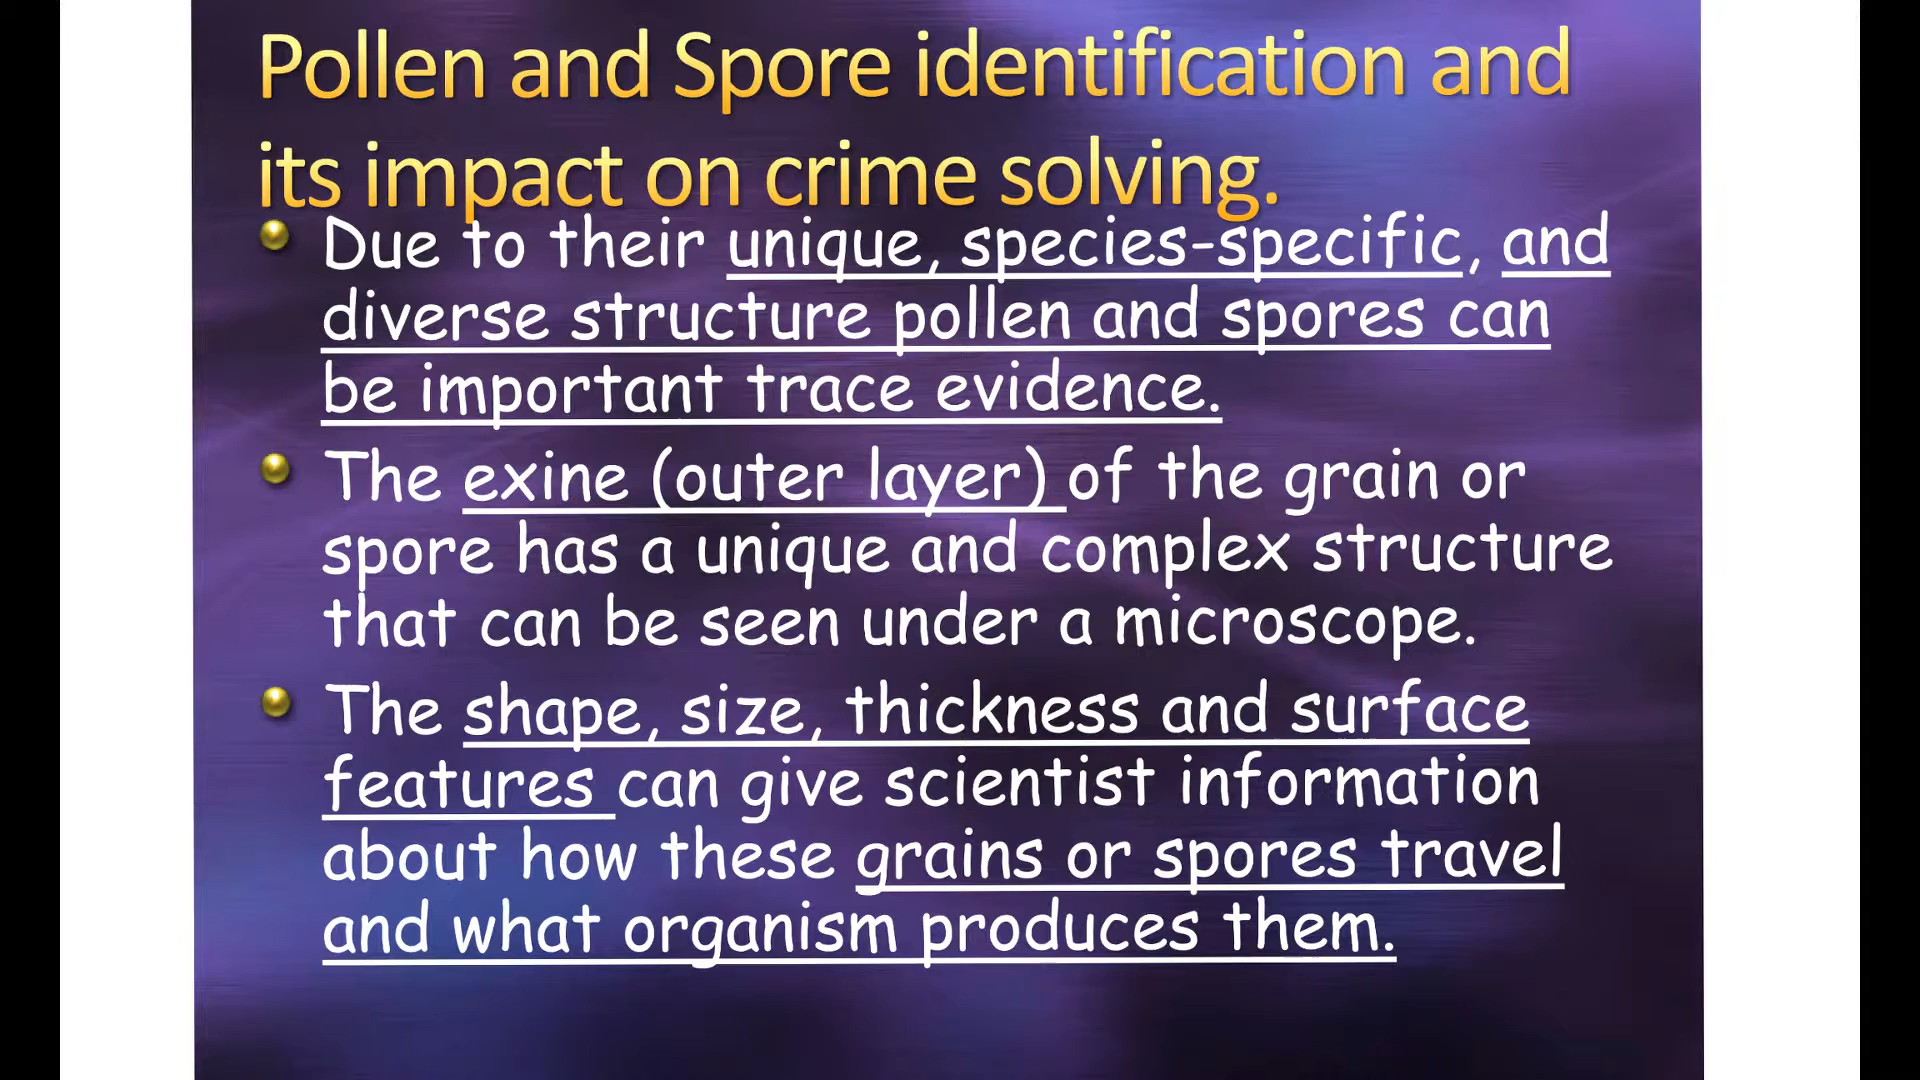 Pollen and Spore identification and
its impact on crime solving.
Due to their unique, species-specific, and
diverse structure pollen and spores can
be important trace evidence.
The exine (outer layer) of the grain or
spore has a unique and complex structure
that can be seen under a microscope.
The shape, size, thickness and surface
features can give scientist information
about how these grains or spores travel
and what organism produces them.